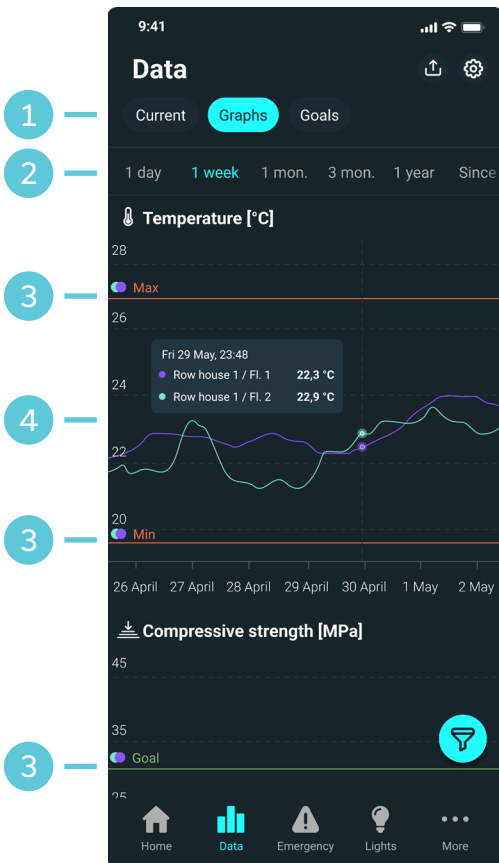 9:41
Data
1
Current Graphs Goals
2
1 day 1 week 1 mon. 3 mon. 1 year Since
Temperature [°C]
28
3
Max
26
Fri 29 May, 23:48
Row house 1 / Fl. 1 22,3 °C
24
Row house 1 / Fl. 2 22,9 °C
4
22
20
3
Min
26 April 27 April 28 April 29 April 30 April 1 May 2 May
Compressive strength [MPa]
45
35
3
Goal
25
Home Data Emergency Lights More